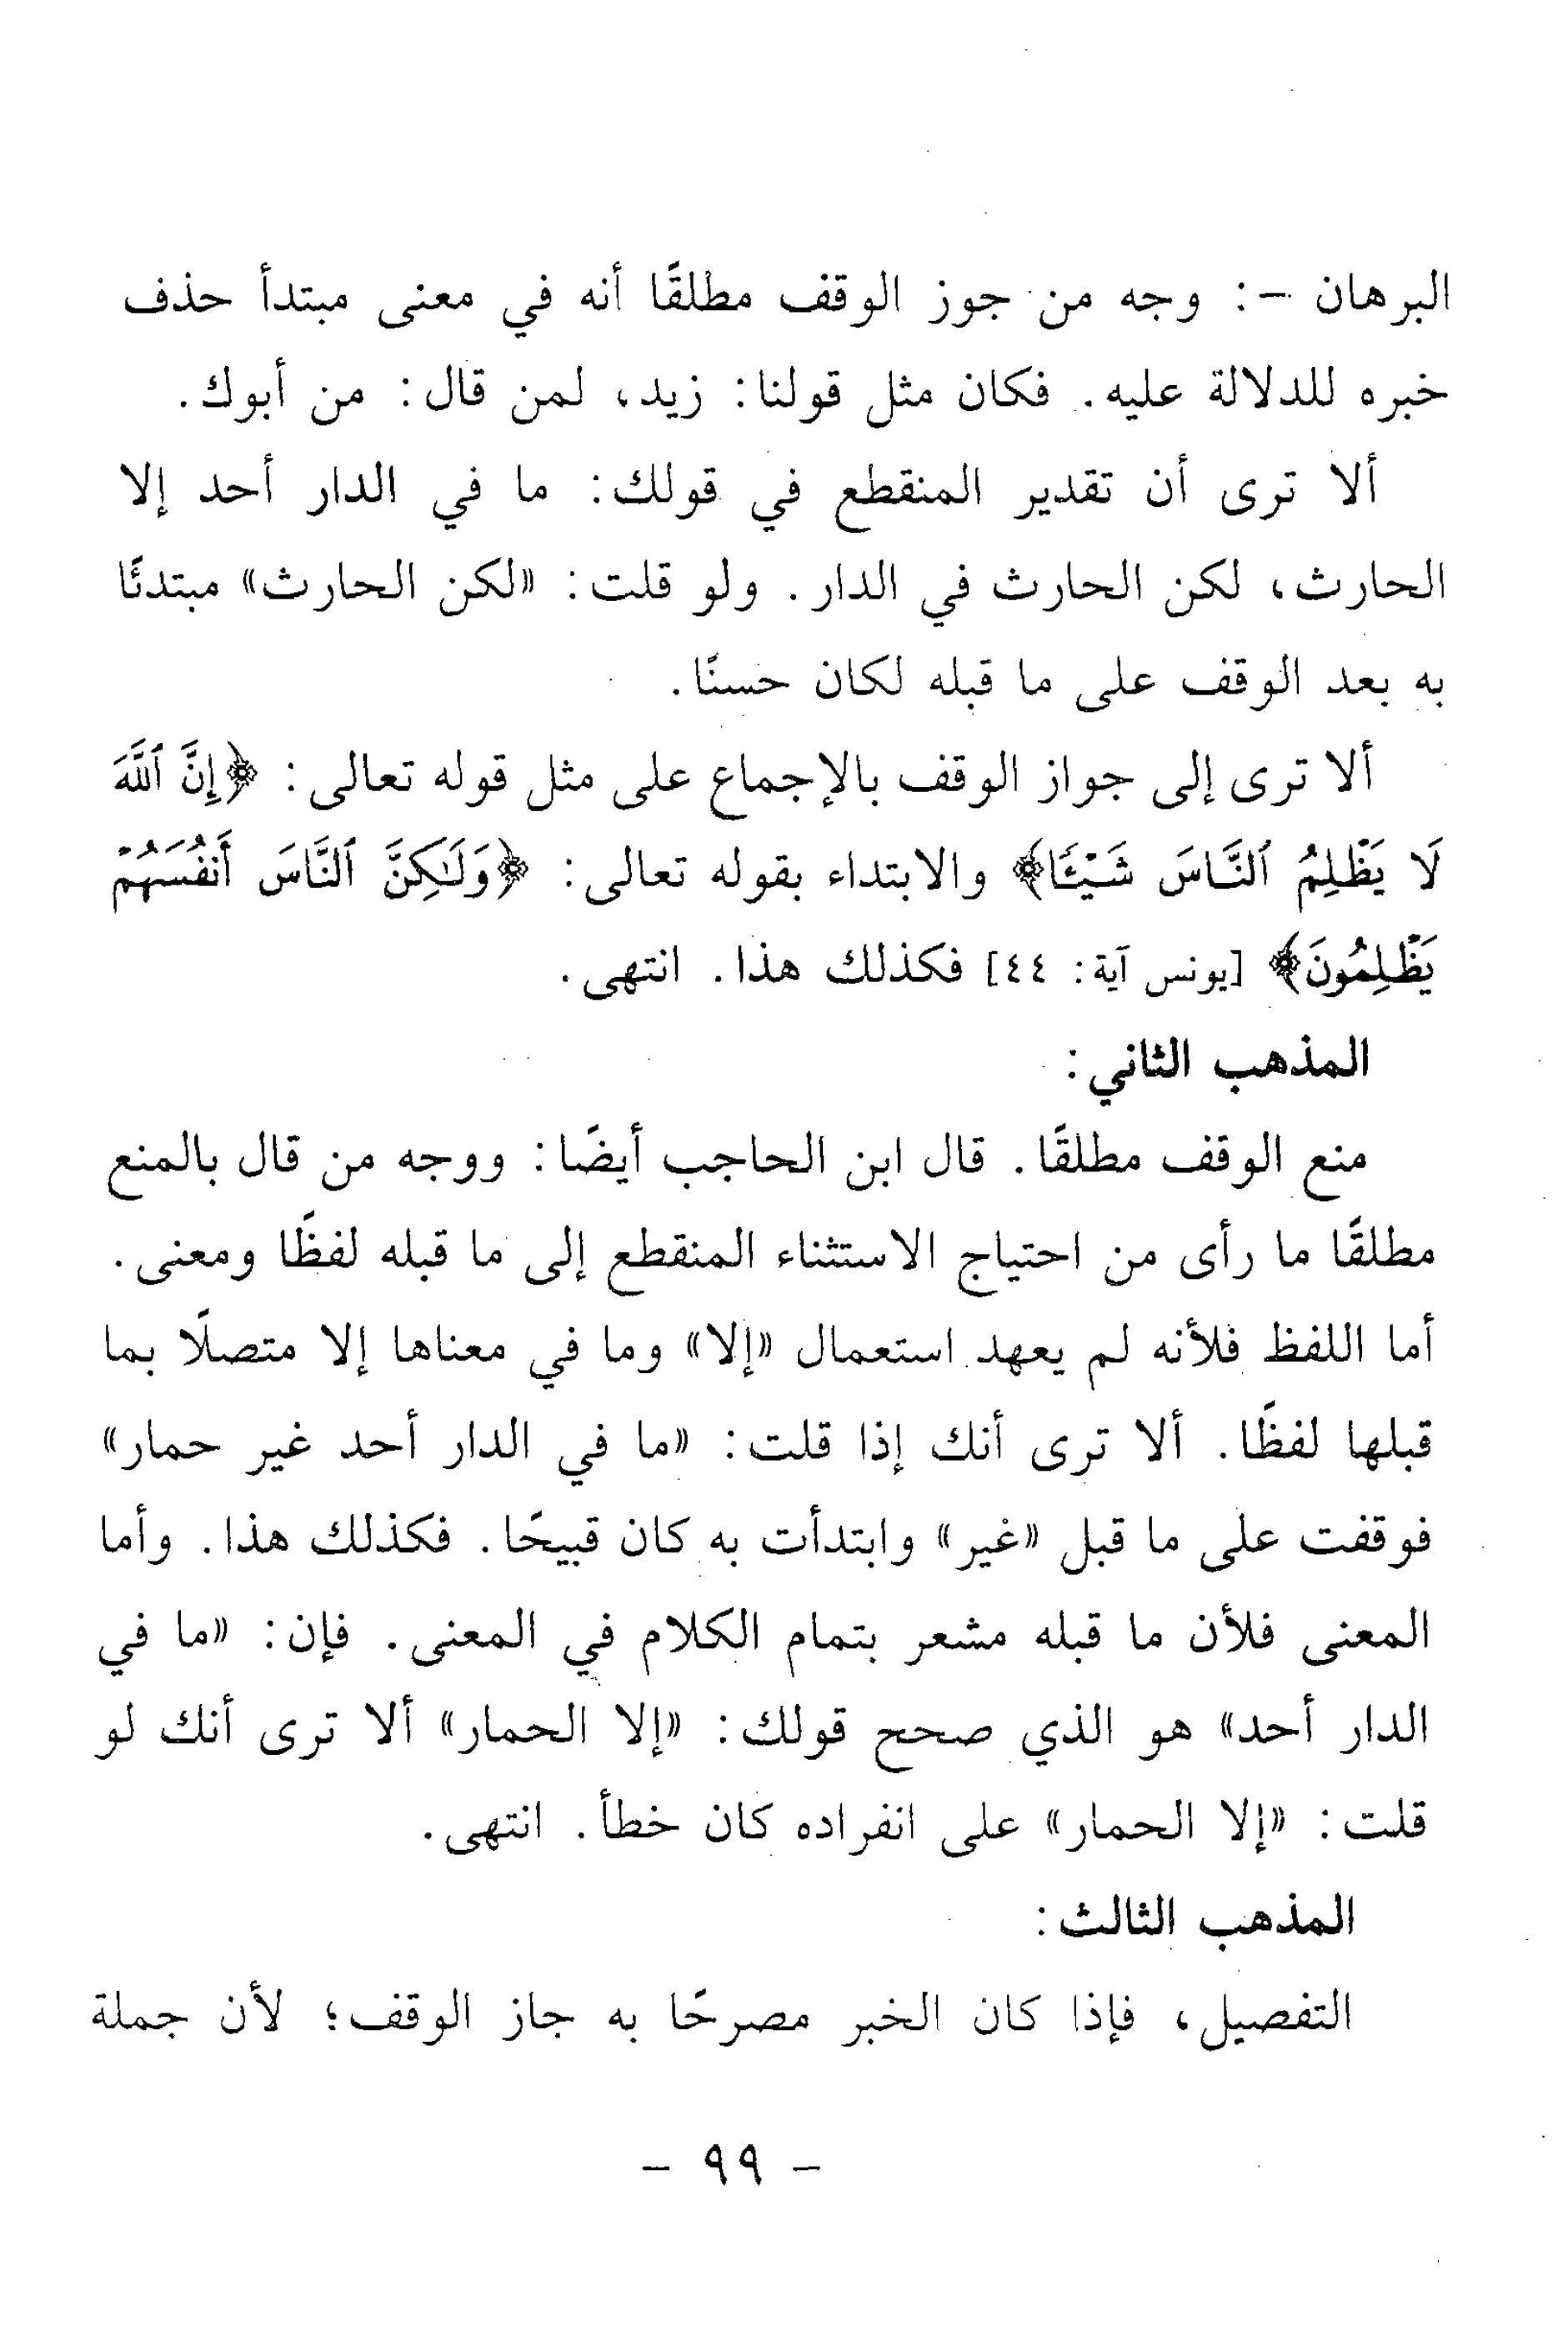 البرهان –: وجه من جوز الوقف مطلقًا أنه في معنى مبتدأ حذف
خبره للدلالة عليه. فكان مثل قولنا: زيد، لمن قال: من أبوك.
ألا ترى أن تقدير المنقطع في قولك: ما في الدار أحد إلا
الحارث، لكن الحارث في الدار. ولو قلت: «لكن الحارث» مبتدئًا
به بعد الوقف على ما قبله لكان حسنًا.
ألا ترى إلى جواز الوقف بالإجماع على مثل قوله تعالى: ﴿إِنَّ ٱللَّهَ
لَا يَظْلِمُ ٱلنَّاسَ شَيْـًٔا﴾ والابتداء بقوله تعالى: ﴿وَلَٰكِنَّ ٱلنَّاسَ أَنفُسَهُمْ
يَظْلِمُونَ﴾ [يونس آية: ٤٤] فكذلك هذا. انتهى.
المذهب الثاني:
منع الوقف مطلقًا. قال ابن الحاجب أيضًا: ووجه من قال بالمنع
مطلقًا ما رأى من احتياج الاستثناء المنقطع إلى ما قبله لفظًا ومعنى.
أما اللفظ فلأنه لم يعهد استعمال «إلا» وما في معناها إلا متصلًا بما
قبلها لفظًا. ألا ترى أنك إذا قلت: «ما في الدار أحد غير حمار»
فوقفت على ما قبل «غير» وابتدأت به كان قبيحًا. فكذلك هذا. وأما
المعنى فلأن ما قبله مشعر بتمام الكلام في المعنى. فإن: «ما في
الدار أحد» هو الذي صحح قولك: «إلا الحمار» ألا ترى أنك لو
قلت: «إلا الحمار» على انفراده كان خطأ. انتهى.
المذهب الثالث:
التفصيل، فإذا كان الخبر مصرحًا به جاز الوقف؛ لأن جملة
– ٩٩ –